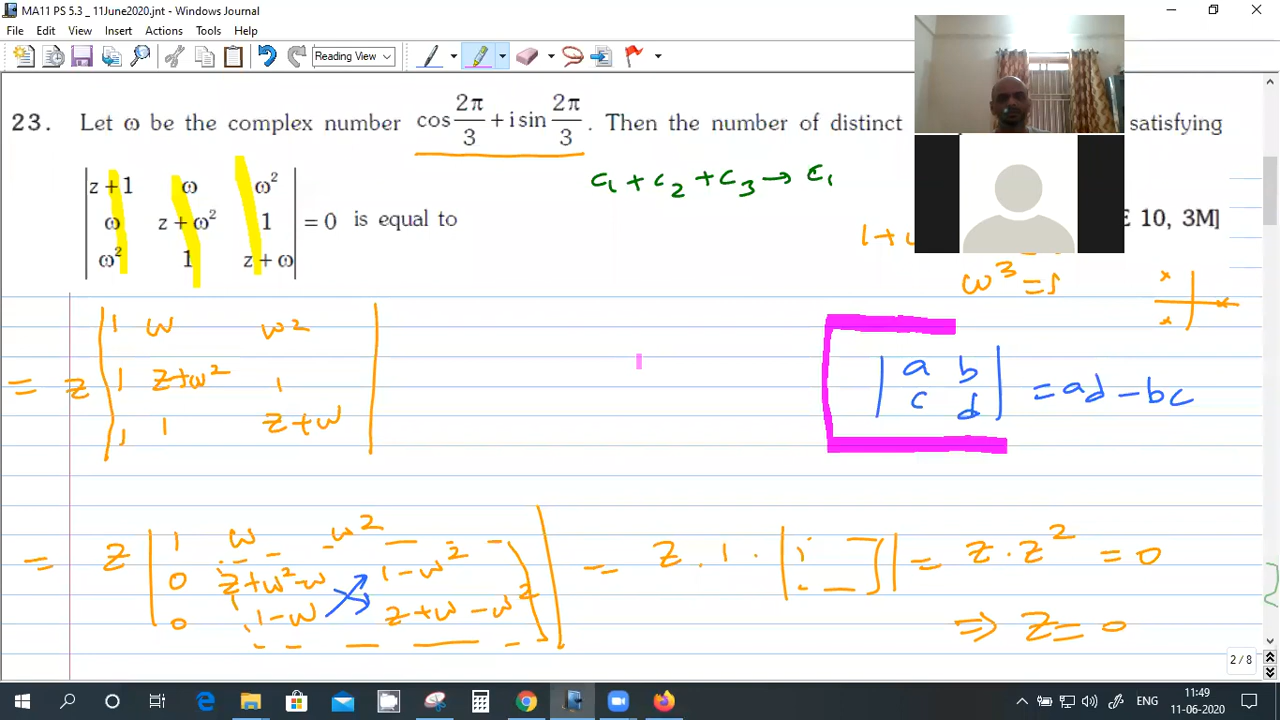 MA11 PS 5.3 _ 11June2020.jnt - Windows Journal
File Edit View Insert Actions Tools Help
Reading View
23. Let ω be the complex number cos 2π/3 + i sin 2π/3. Then the number of distinct satisfying
c₁ + c₂ + c₃ → c₁
| z+1 ω ω² |
| ω z+ω² 1 | = 0 is equal to E 10, 3M]
| ω² 1 z+ω |
1+
ω³ = 1
= z | 1 ω ω² |
| 1 z+ω² 1 |
| 1 1 z+ω |
| a b |
| c d | = ad - bc
= z | 1 ω ω² |
| 0 z+ω²-ω 1-ω² |
| 0 1-ω z+ω-ω² |
= z · 1 · | | = z · z² = 0
⇒ z = 0
2 / 8
ENG
11:49
11-06-2020